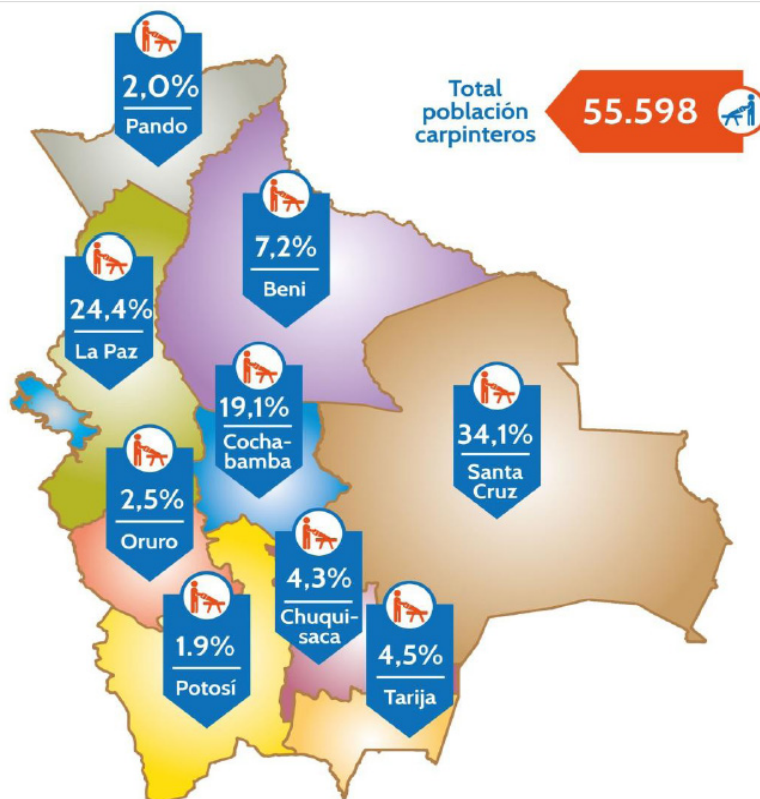 2,0%
Pando
Total
población
carpinteros
55.598
7,2%
Beni
24,4%
La Paz
19,1%
Cocha-
bamba
34,1%
Santa
Cruz
2,5%
Oruro
4,3%
Chuqui-
saca
1.9%
Potosí
4,5%
Tarija